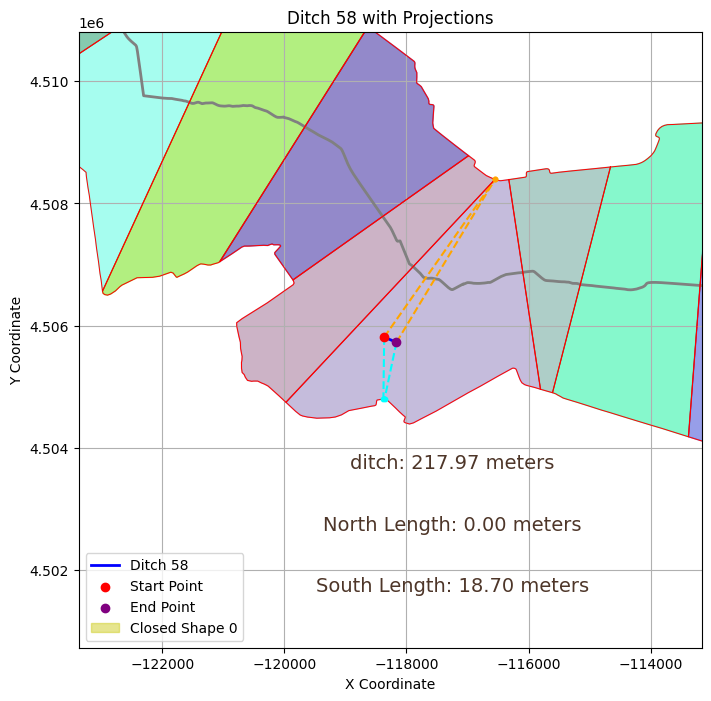 Ditch 58 with Projections
1e6
4.510
4.508
4.506
4.504
4.502
Y Coordinate
ditch: 217.97 meters
North Length: 0.00 meters
South Length: 18.70 meters
Ditch 58
Start Point
End Point
Closed Shape 0
−122000
−120000
−118000
−116000
−114000
X Coordinate